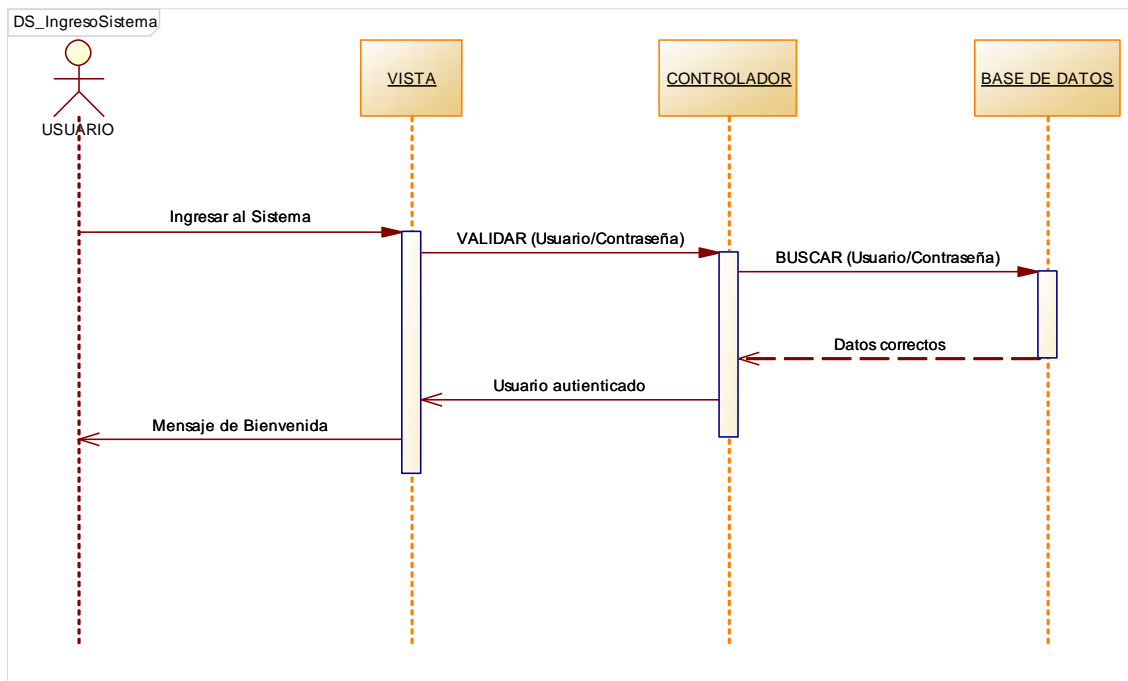 DS_IngresoSistema
USUARIO
VISTA
CONTROLADOR
BASE DE DATOS
Ingresar al Sistema
VALIDAR (Usuario/Contraseña)
BUSCAR (Usuario/Contraseña)
Datos correctos
Usuario autienticado
Mensaje de Bienvenida